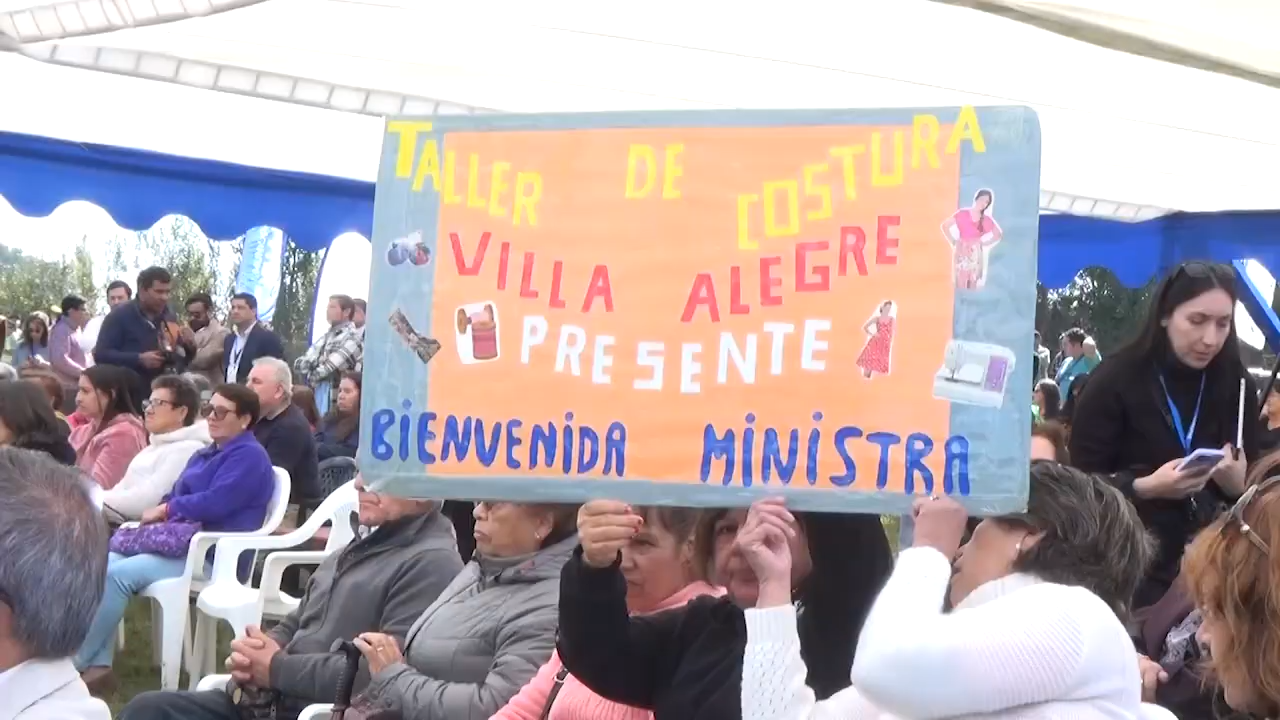 TALLER DE COSTURA
VILLA ALEGRE
PRESENTE
BIENVENIDA MINISTRA